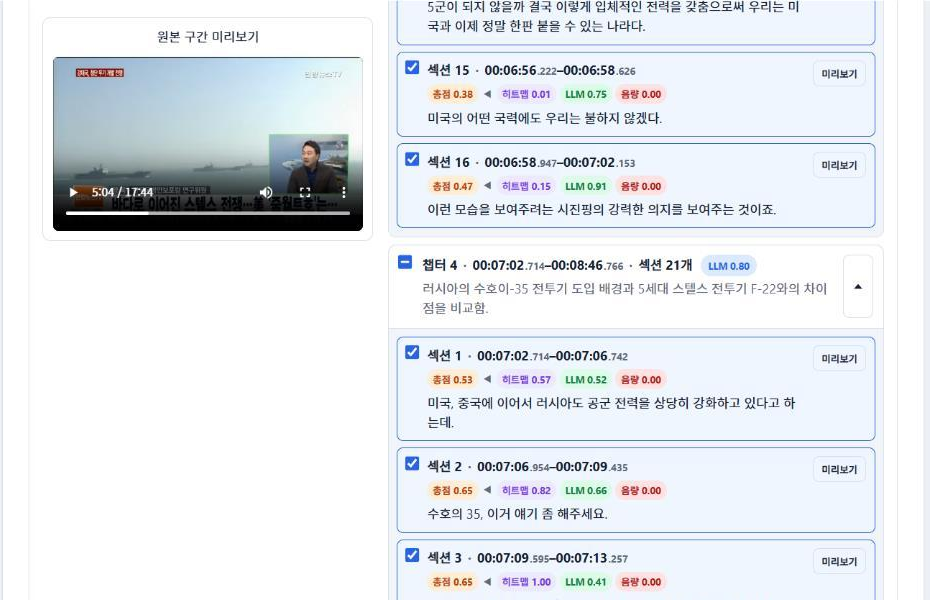 원본 구간 미리보기
5:04 / 17:44
바다로 이어진 스텔스 전쟁…
5군이 되지 않을까 결국 이렇게 입체적인 전력을 갖춤으로써 우리는 미
국과 이제 정말 한판 붙을 수 있는 나라다.
섹션 15 · 00:06:56.222–00:06:58.626
미리보기
총점 0.38 ◀ 히트맵 0.01 LLM 0.75 음량 0.00
미국의 어떤 국력에도 우리는 불하지 않겠다.
섹션 16 · 00:06:58.947–00:07:02.153
미리보기
총점 0.47 ◀ 히트맵 0.15 LLM 0.91 음량 0.00
이런 모습을 보여주려는 시진핑의 강력한 의지를 보여주는 것이죠.
챕터 4 · 00:07:02.714–00:08:46.766 · 섹션 21개 LLM 0.80
러시아의 수호이-35 전투기 도입 배경과 5세대 스텔스 전투기 F-22와의 차이
점을 비교함.
섹션 1 · 00:07:02.714–00:07:06.742
미리보기
총점 0.53 ◀ 히트맵 0.57 LLM 0.52 음량 0.00
미국, 중국에 이어서 러시아도 공군 전력을 상당히 강화하고 있다고 하
는데.
섹션 2 · 00:07:06.954–00:07:09.435
미리보기
총점 0.65 ◀ 히트맵 0.82 LLM 0.66 음량 0.00
수호의 35, 이거 얘기 좀 해주세요.
섹션 3 · 00:07:09.595–00:07:13.257
미리보기
총점 0.65 ◀ 히트맵 1.00 LLM 0.41 음량 0.00